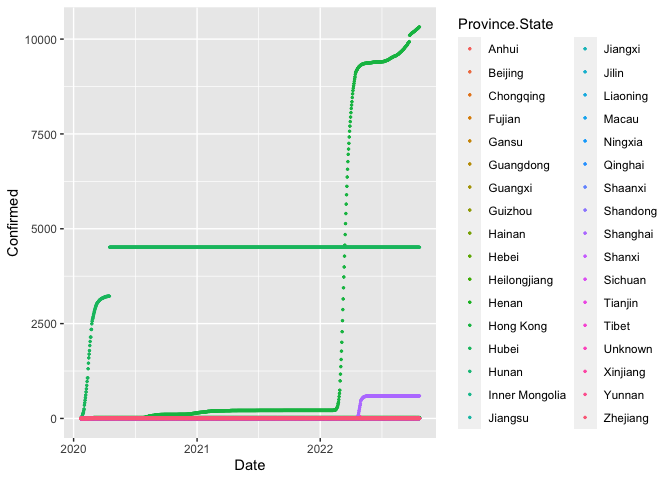 Province.State
10000
7500
5000
2500
0
Confirmed
2020
2021
2022
Date
Anhui
Beijing
Chongqing
Fujian
Gansu
Guangdong
Guangxi
Guizhou
Hainan
Hebei
Heilongjiang
Henan
Hong Kong
Hubei
Hunan
Inner Mongolia
Jiangsu
Jiangxi
Jilin
Liaoning
Macau
Ningxia
Qinghai
Shaanxi
Shandong
Shanghai
Shanxi
Sichuan
Tianjin
Tibet
Unknown
Xinjiang
Yunnan
Zhejiang